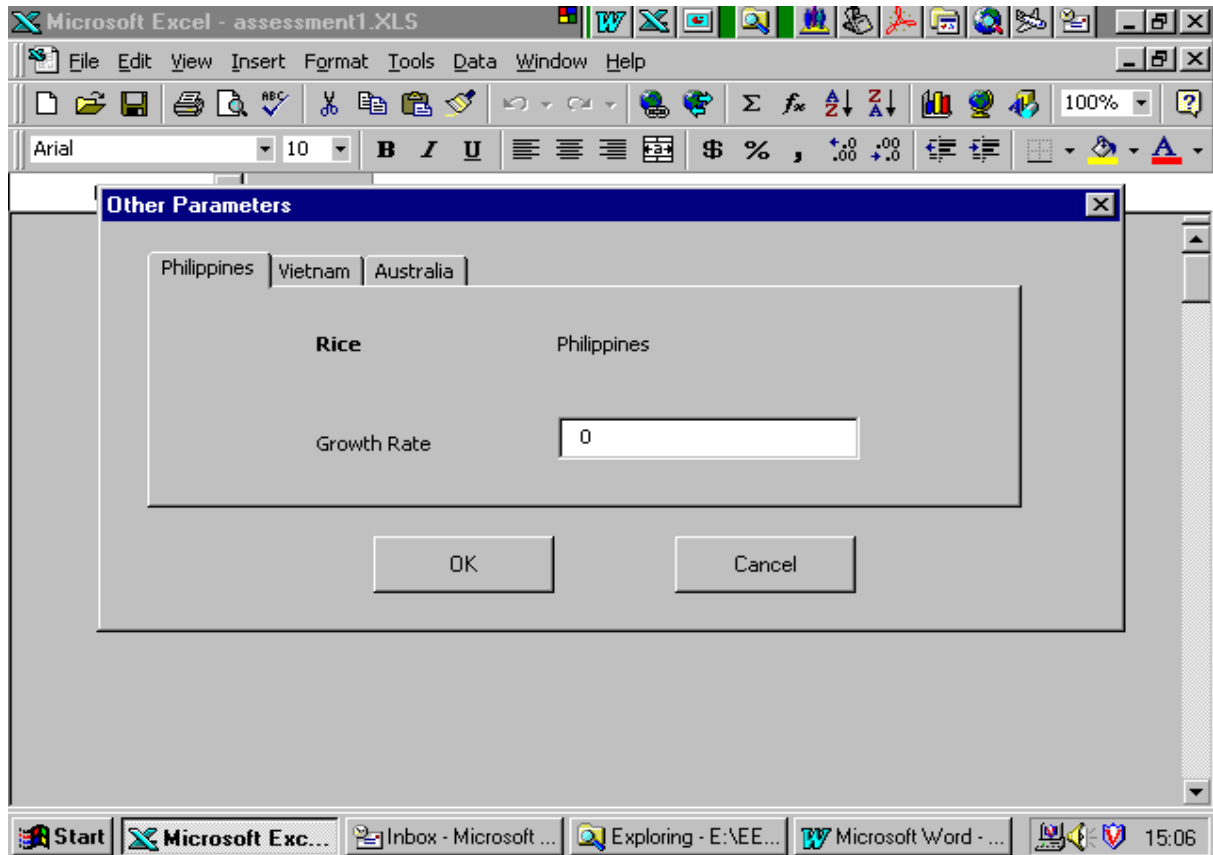 Microsoft Excel - assessment1.XLS
File Edit View Insert Format Tools Data Window Help
100%
Arial 10 B I U $ % ,
Other Parameters
Philippines Vietnam Australia
Rice Philippines
Growth Rate 0
OK Cancel
Start Microsoft Exc... Inbox - Microsoft ... Exploring - E:\EE... Microsoft Word - ... 15:06